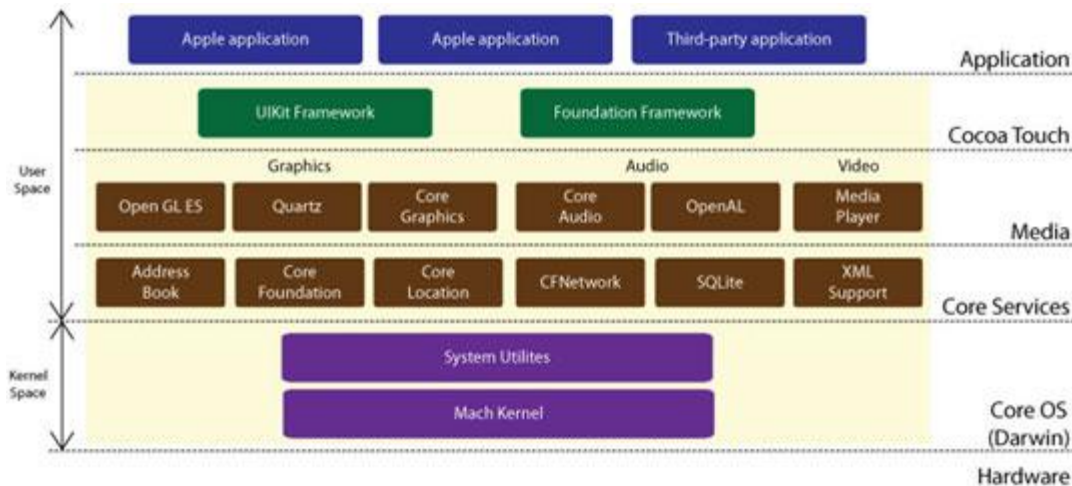 Apple application
Apple application
Third-party application
Application
UIKit Framework
Foundation Framework
Cocoa Touch
User
Space
Graphics
Audio
Video
Open GL ES
Quartz
Core
Graphics
Core
Audio
OpenAL
Media
Player
Media
Address
Book
Core
Foundation
Core
Location
CFNetwork
SQLite
XML
Support
Core Services
Kernel
Space
System Utilites
Mach Kernel
Core OS
(Darwin)
Hardware